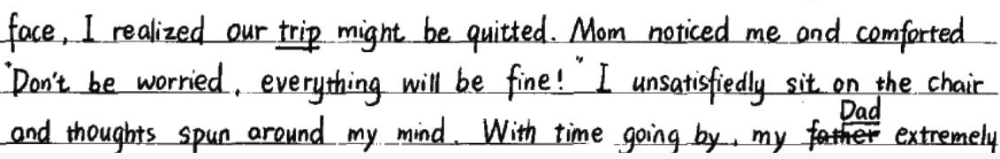 face, I realized our trip might be quitted. Mom noticed me and comforted
"Don't be worried, everything will be fine!" I unsatisfiedly sit on the chair
and thoughts spun around my mind. With time going by, my father Dad extremely